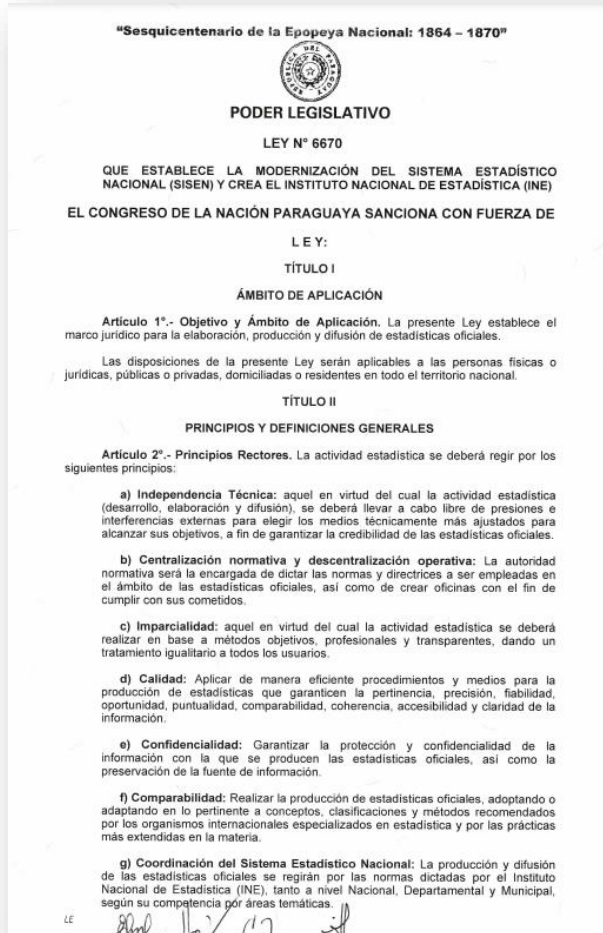 "Sesquicentenario de la Epopeya Nacional: 1864 – 1870"
REPUBLICA DEL PARAGUAY
PODER LEGISLATIVO
LEY N° 6670
QUE ESTABLECE LA MODERNIZACIÓN DEL SISTEMA ESTADÍSTICO
NACIONAL (SISEN) Y CREA EL INSTITUTO NACIONAL DE ESTADÍSTICA (INE)
EL CONGRESO DE LA NACIÓN PARAGUAYA SANCIONA CON FUERZA DE
L E Y:
TÍTULO I
ÁMBITO DE APLICACIÓN
Artículo 1°.- Objetivo y Ámbito de Aplicación. La presente Ley establece el
marco jurídico para la elaboración, producción y difusión de estadísticas oficiales.
Las disposiciones de la presente Ley serán aplicables a las personas físicas o
jurídicas, públicas o privadas, domiciliadas o residentes en todo el territorio nacional.
TÍTULO II
PRINCIPIOS Y DEFINICIONES GENERALES
Artículo 2°.- Principios Rectores. La actividad estadística se deberá regir por los
siguientes principios:
a) Independencia Técnica: aquel en virtud del cual la actividad estadística
(desarrollo, elaboración y difusión), se deberá llevar a cabo libre de presiones e
interferencias externas para elegir los medios técnicamente más ajustados para
alcanzar sus objetivos, a fin de garantizar la credibilidad de las estadísticas oficiales.
b) Centralización normativa y descentralización operativa: La autoridad
normativa será la encargada de dictar las normas y directrices a ser empleadas en
el ámbito de las estadísticas oficiales, así como de crear oficinas con el fin de
cumplir con sus cometidos.
c) Imparcialidad: aquel en virtud del cual la actividad estadística se deberá
realizar en base a métodos objetivos, profesionales y transparentes, dando un
tratamiento igualitario a todos los usuarios.
d) Calidad: Aplicar de manera eficiente procedimientos y medios para la
producción de estadísticas que garanticen la pertinencia, precisión, fiabilidad,
oportunidad, puntualidad, comparabilidad, coherencia, accesibilidad y claridad de la
información.
e) Confidencialidad: Garantizar la protección y confidencialidad de la
información con la que se producen las estadísticas oficiales, así como la
preservación de la fuente de información.
f) Comparabilidad: Realizar la producción de estadísticas oficiales, adoptando o
adaptando en lo pertinente a conceptos, clasificaciones y métodos recomendados
por los organismos internacionales especializados en estadística y por las prácticas
más extendidas en la materia.
g) Coordinación del Sistema Estadístico Nacional: La producción y difusión
de las estadísticas oficiales se regirán por las normas dictadas por el Instituto
Nacional de Estadística (INE), tanto a nivel Nacional, Departamental y Municipal,
según su competencia por áreas temáticas.
LE